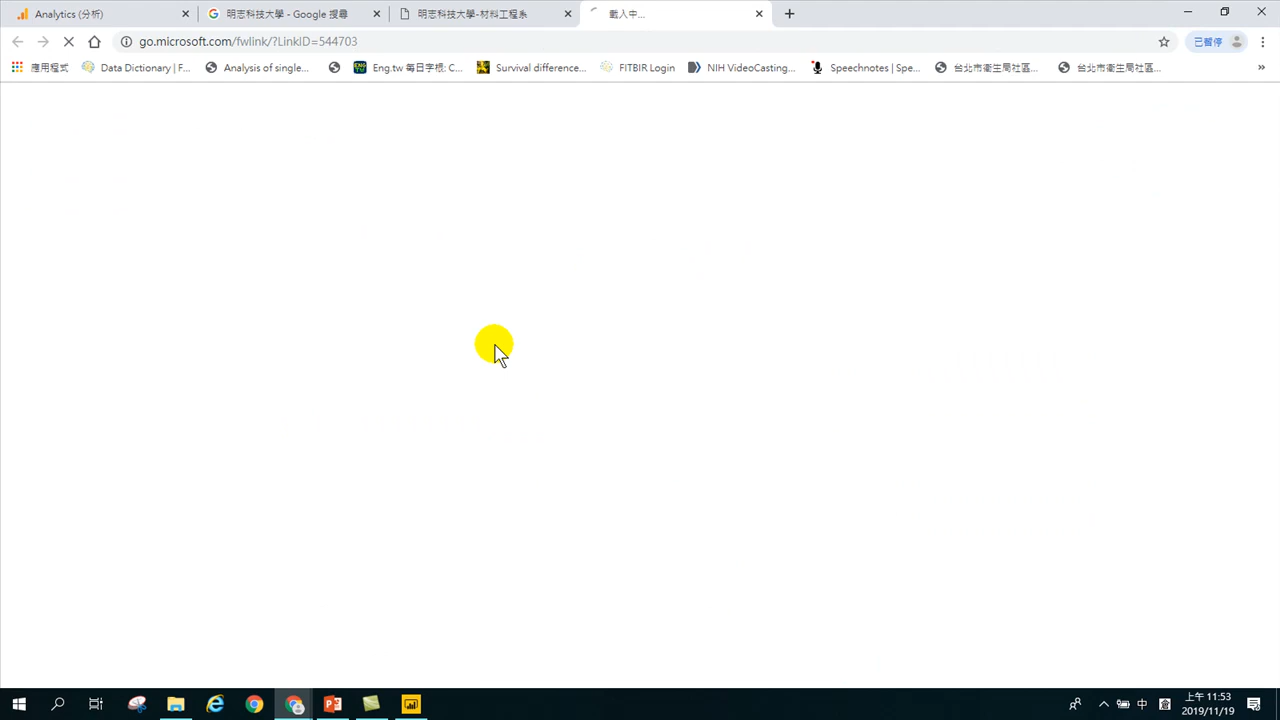 Analytics (分析)
明志科技大學 - Google 搜尋
明志科技大學-材料工程系
載入中...
go.microsoft.com/fwlink/?LinkID=544703
已暫停
應用程式
Data Dictionary | F...
Analysis of single...
Eng.tw 每日字根: C...
Survival difference...
FITBIR Login
NIH VideoCasting...
Speechnotes | Spe...
台北市衛生局社區...
台北市衛生局社區...
中
上午 11:53
2019/11/19